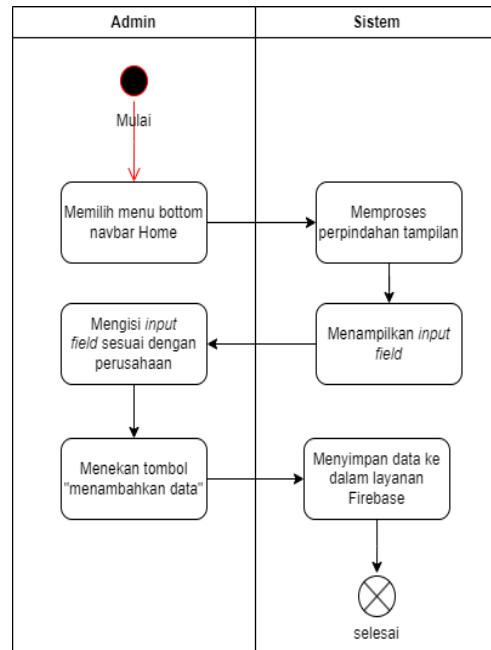 Admin
Sistem
Mulai
Memilih menu bottom
navbar Home
Memproses
perpindahan tampilan
Mengisi input
field sesuai dengan
perusahaan
Menampilkan input
field
Menekan tombol
"menambahkan data"
Menyimpan data ke
dalam layanan
Firebase
selesai